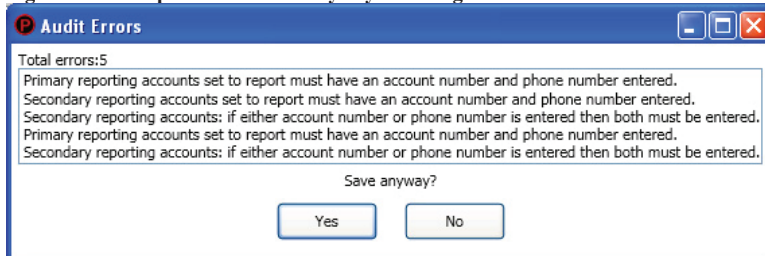 Audit Errors
Total errors:5
Primary reporting accounts set to report must have an account number and phone number entered.
Secondary reporting accounts set to report must have an account number and phone number entered.
Secondary reporting accounts: if either account number or phone number is entered then both must be entered.
Primary reporting accounts set to report must have an account number and phone number entered.
Secondary reporting accounts: if either account number or phone number is entered then both must be entered.
Save anyway?
Yes No